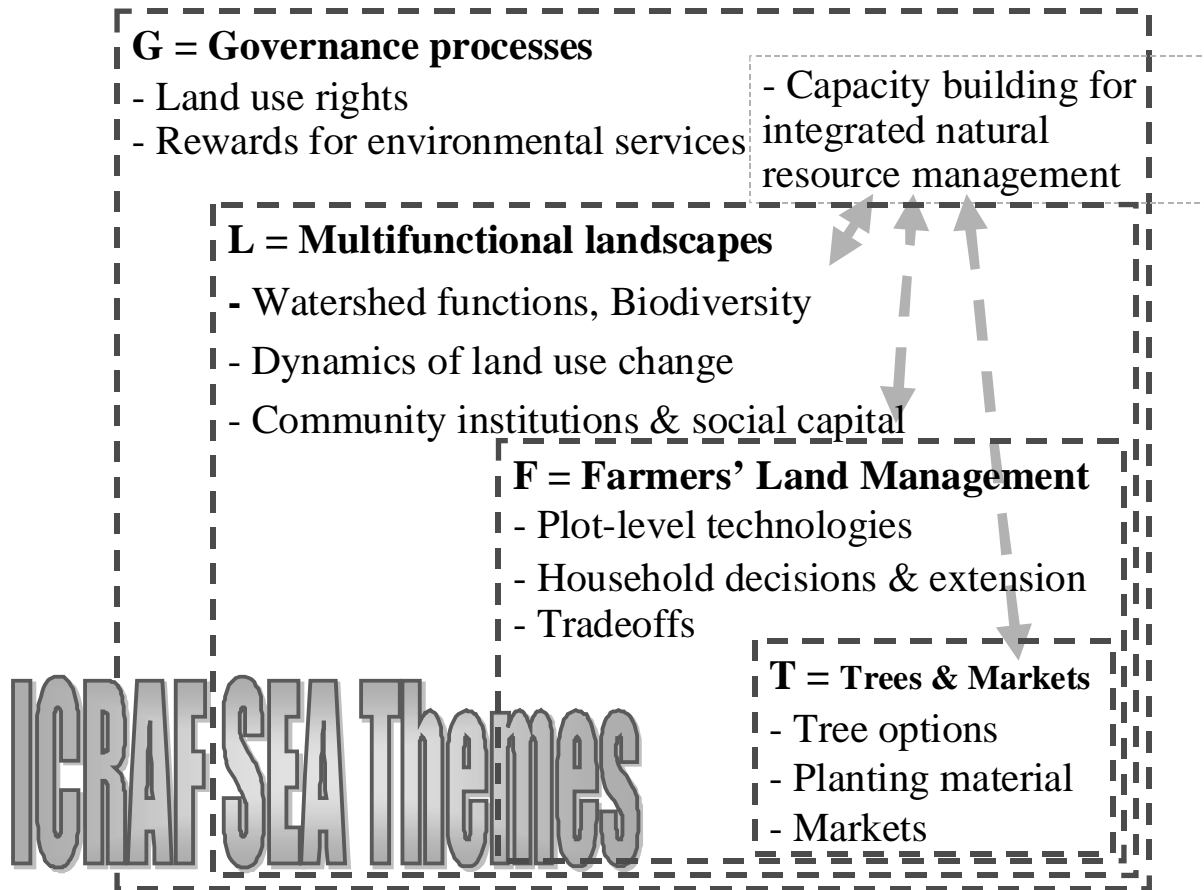 G = Governance processes
- Land use rights
- Rewards for environmental services
- Capacity building for
integrated natural
resource management
L = Multifunctional landscapes
- Watershed functions, Biodiversity
- Dynamics of land use change
- Community institutions & social capital
F = Farmers’ Land Management
- Plot-level technologies
- Household decisions & extension
- Tradeoffs
T = Trees & Markets
- Tree options
- Planting material
- Markets
ICRAF SEA Themes